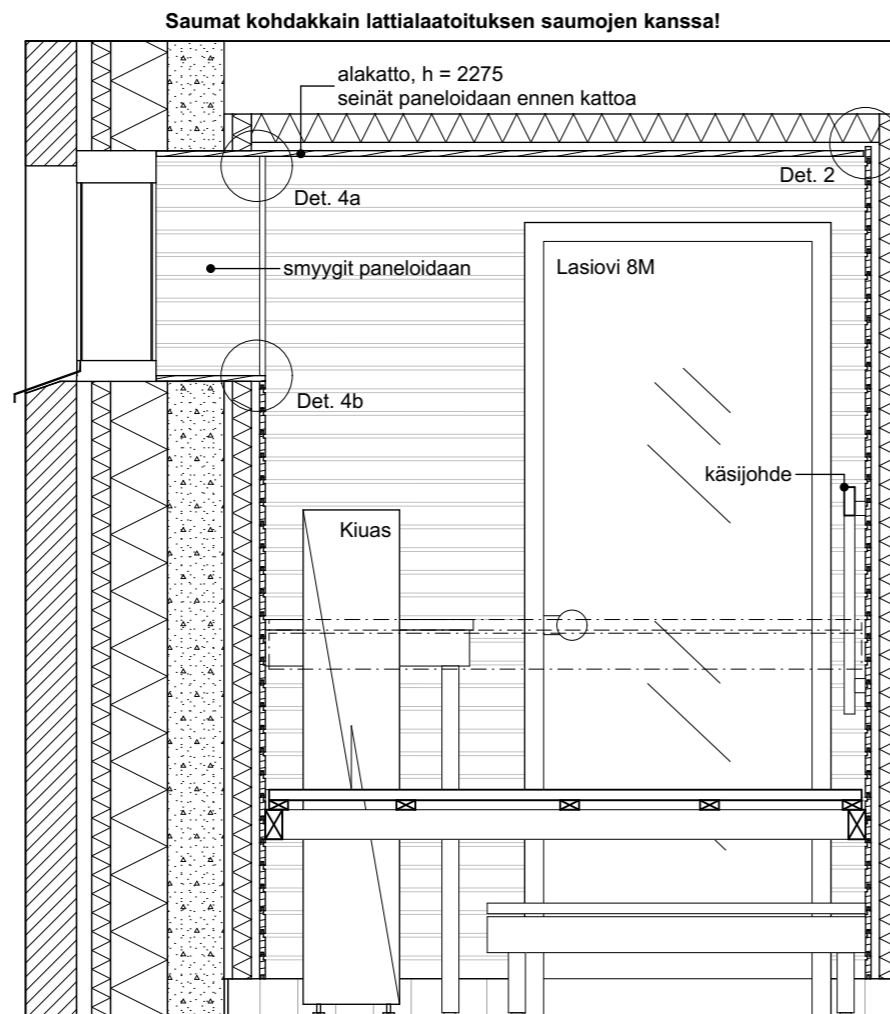 Saumat kohdakkain lattialaatoituksen saumojen kanssa!
alakatto, h = 2275
seinät paneloidaan ennen kattoa
Det. 2
Det. 4a
smyygit paneloidaan
Lasiovi 8M
Det. 4b
käsijohde
Kiuas